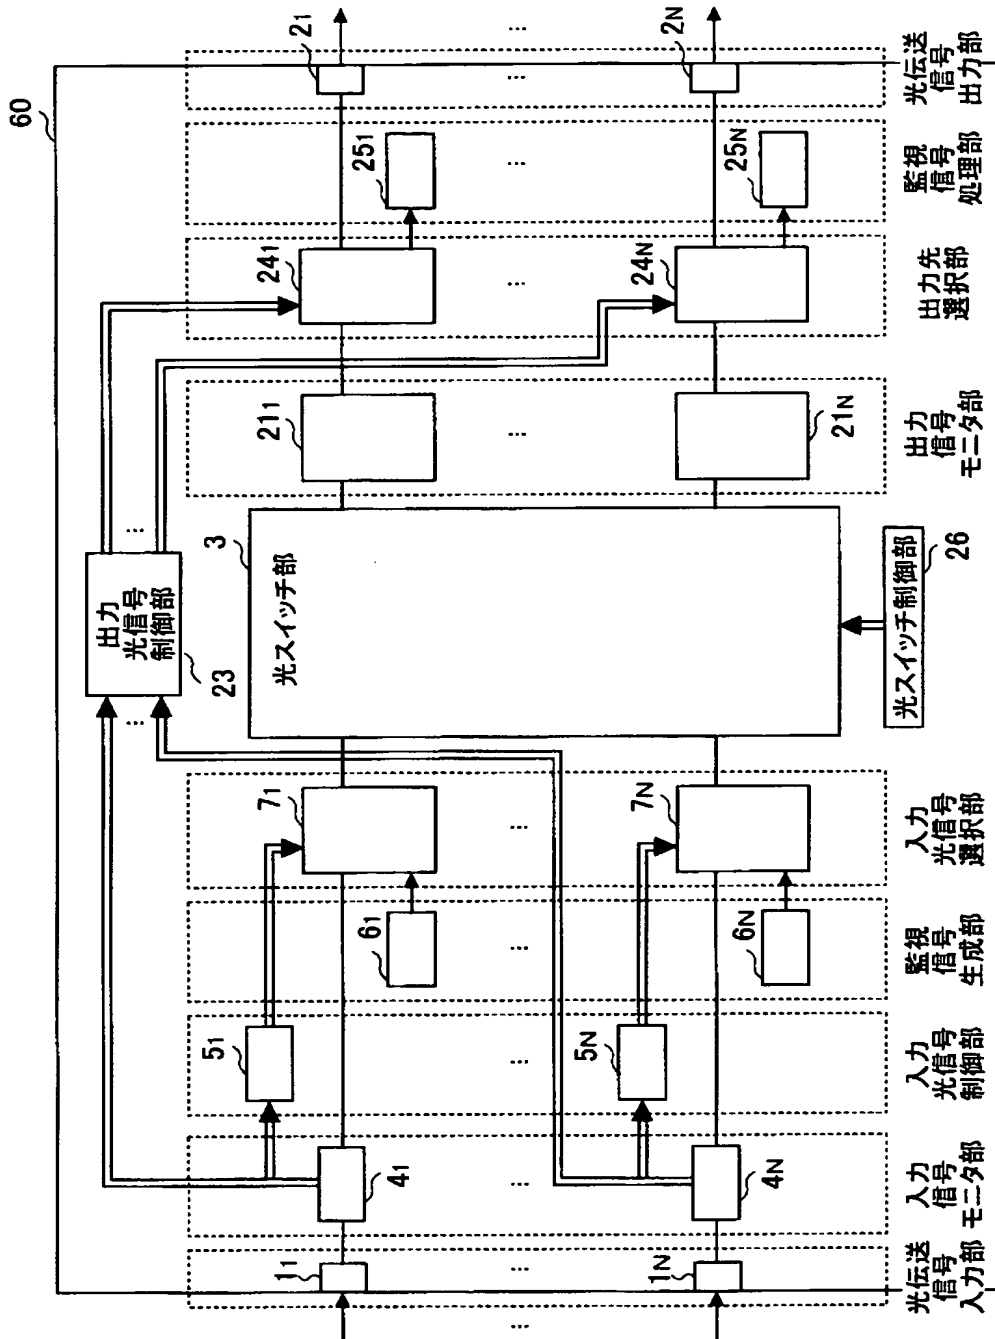 60
1₁
…
1N
光伝送
信号
入力部
4₁
…
4N
入力
信号
モニタ部
5₁
…
5N
入力
光信号
制御部
6₁
…
6N
監視
信号
生成部
7₁
…
7N
入力
光信号
選択部
…
出力
光信号
制御部
23
…
3
光スイッチ部
光スイッチ制御部
26
21₁
…
21N
出力
信号
モニタ部
24₁
…
24N
出力先
選択部
25₁
…
25N
監視
信号
処理部
2₁
…
2N
光伝送
信号
出力部
…
…